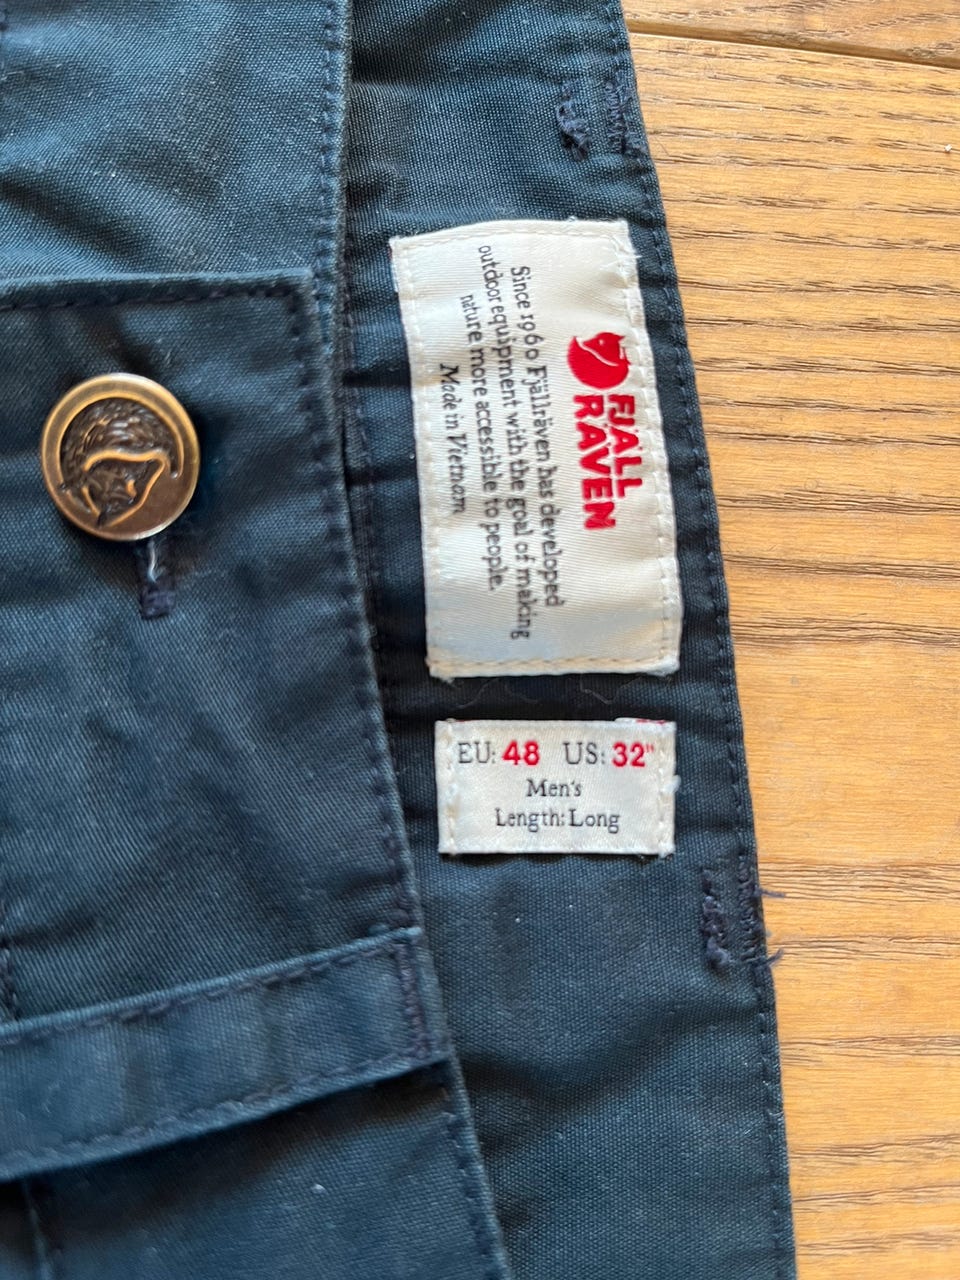 FJÄLL
RÄVEN
Since 1960 Fjällräven has developed
outdoor equipment with the goal of making
nature more accessible to people.
Made in Vietnam
EU: 48 US: 32"
Men's
Length: Long